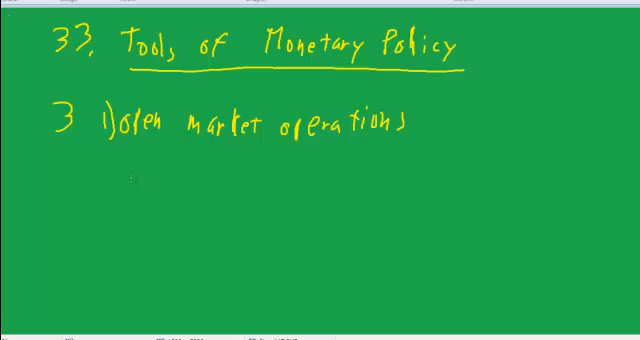 33. Tools of Monetary Policy
3 1) open market operations